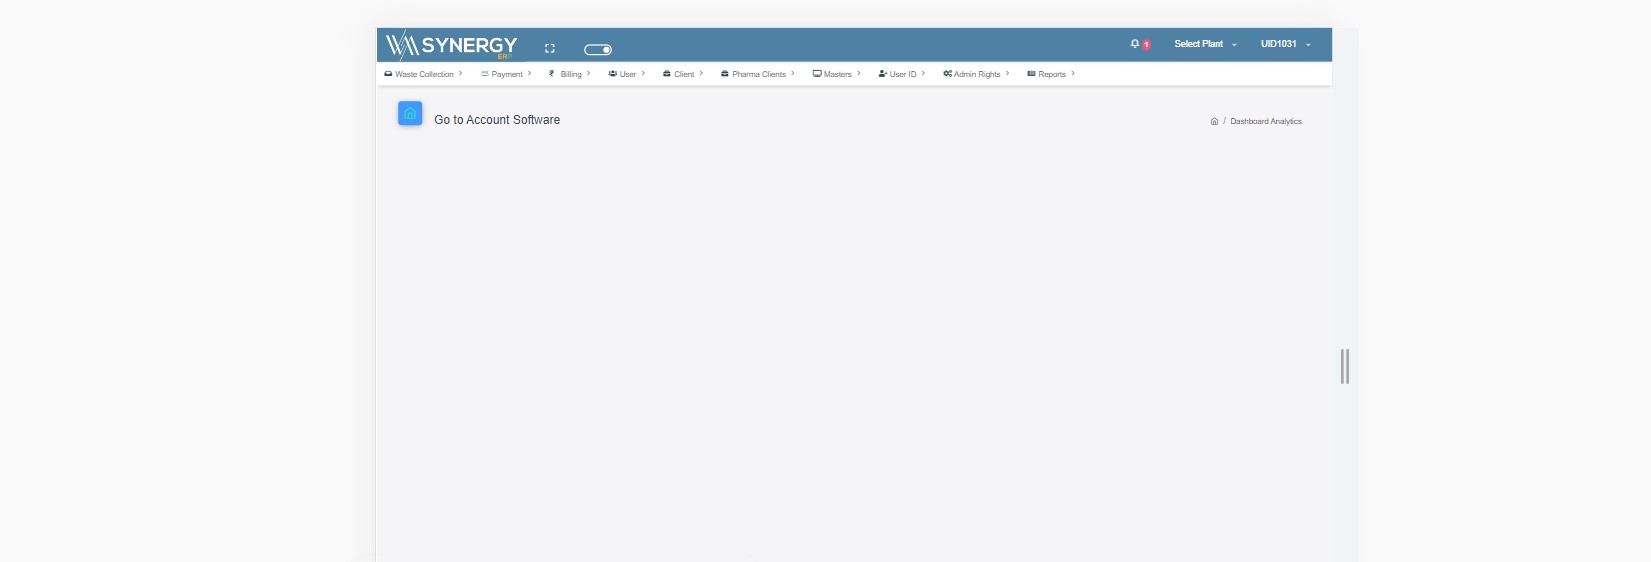 SYNERGY
ERP
1
Select Plant
UID1031
Waste Collection
Payment
Billing
User
Client
Pharma Clients
Masters
User ID
Admin Rights
Reports
Go to Account Software
/ Dashboard Analytics